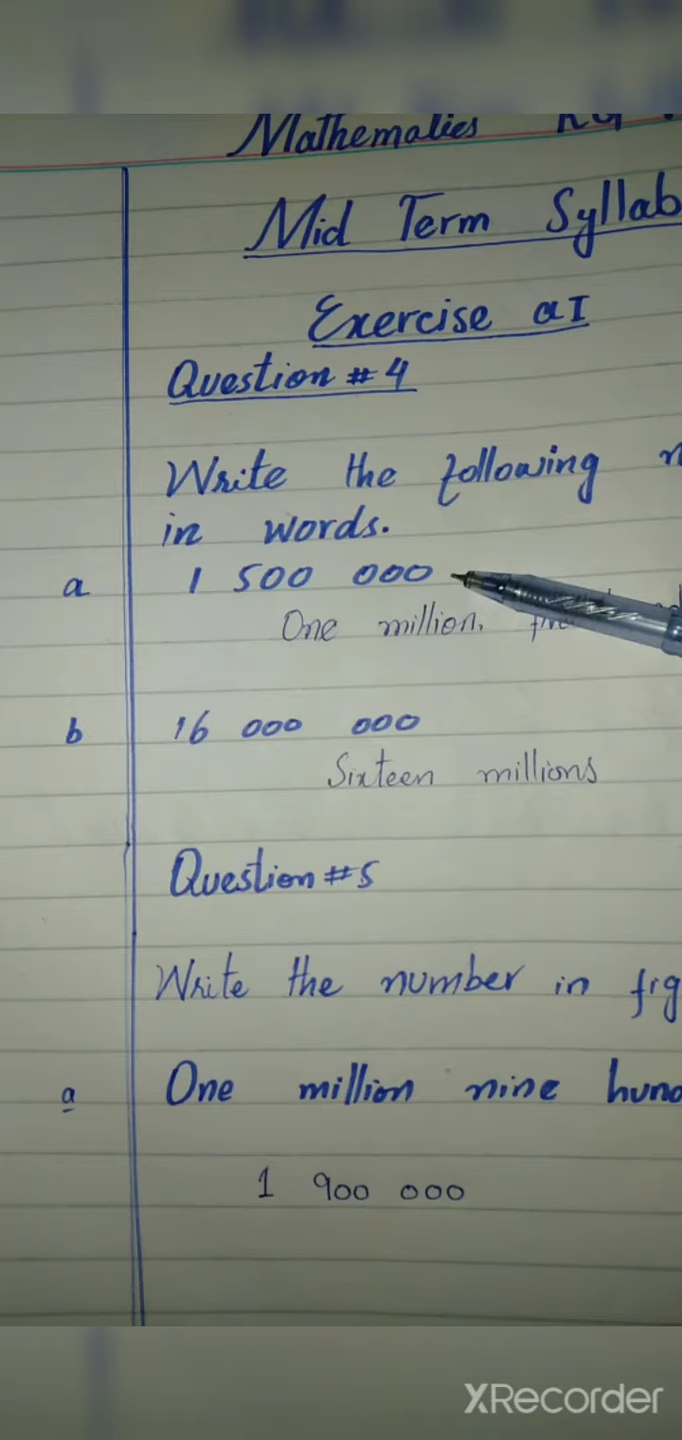 Mathematics
Mid Term Syllab
Exercise a I
Question # 4
Write the following
in words.
a 1 500 000
One million,
b 16 000 000
Sixteen millions
Question # 5
Write the number in fig
a One million nine hund
1 900 000
XRecorder